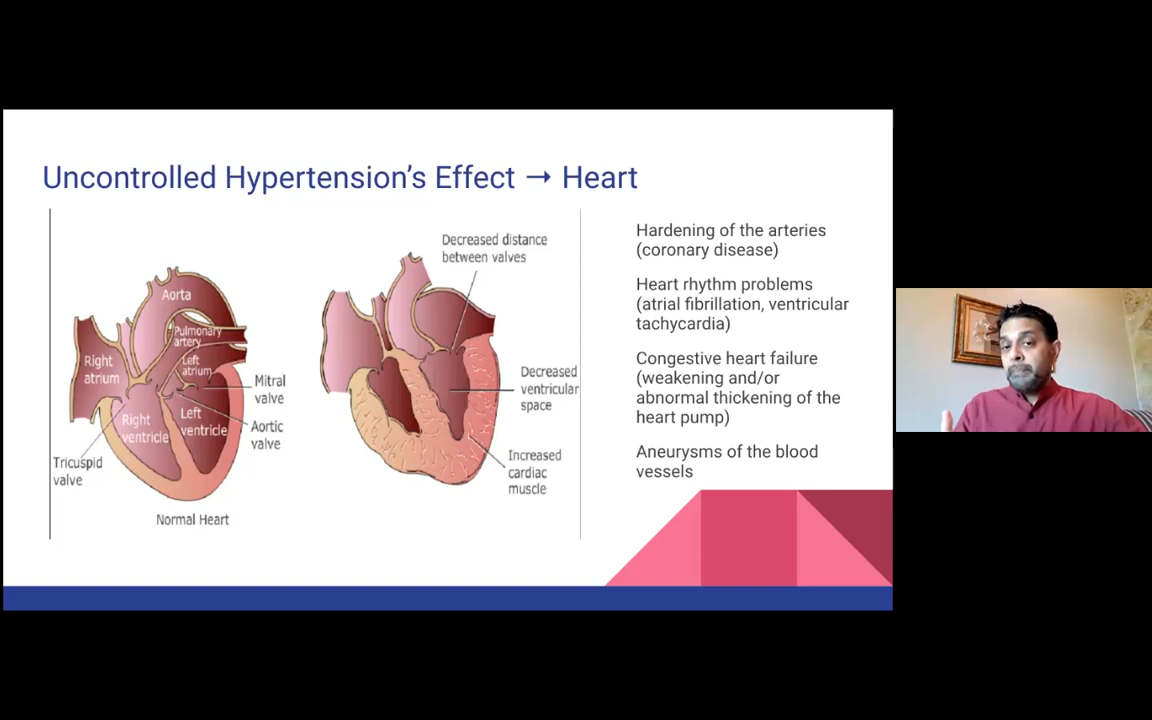 Uncontrolled Hypertension's Effect → Heart
Aorta
Pulmonary
artery
Left
atrium
Right
atrium
Mitral
valve
Left
ventricle
Right
ventricle
Aortic
valve
Tricuspid
valve
Normal Heart
Decreased distance
between valves
Decreased
ventricular
space
Increased
cardiac
muscle
Hardening of the arteries
(coronary disease)
Heart rhythm problems
(atrial fibrillation, ventricular
tachycardia)
Congestive heart failure
(weakening and/or
abnormal thickening of the
heart pump)
Aneurysms of the blood
vessels